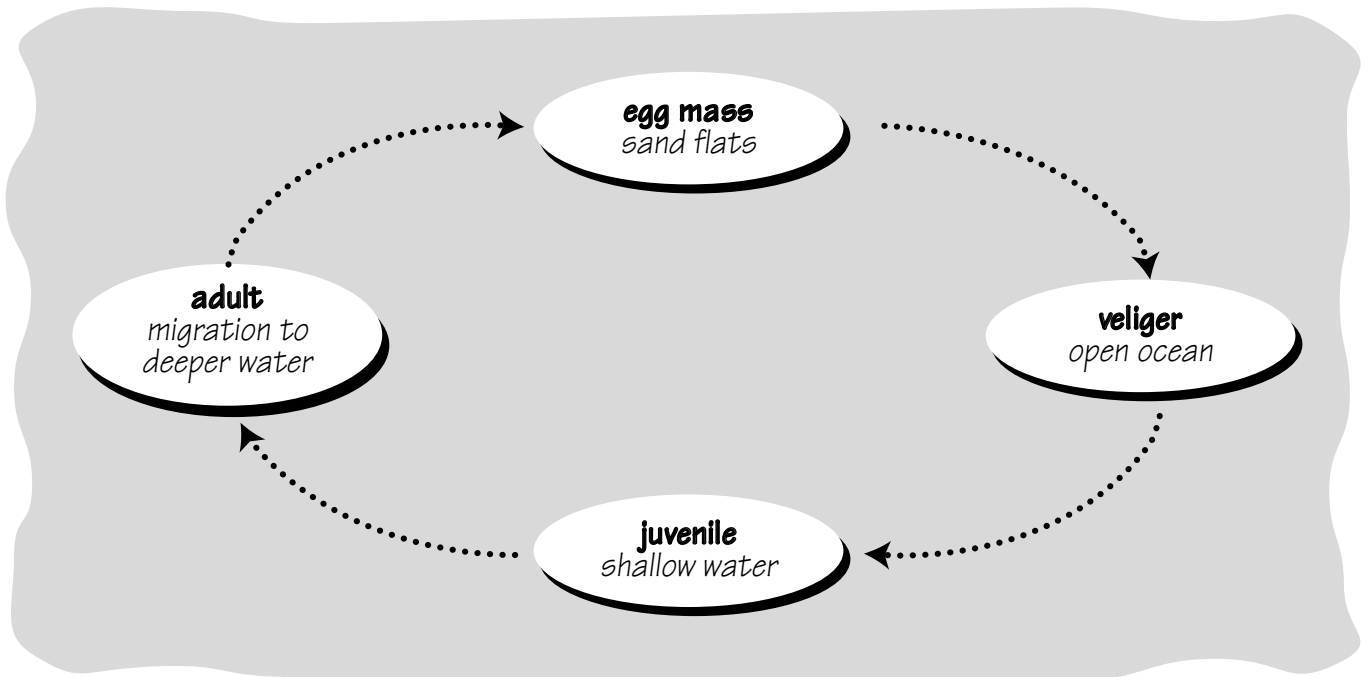 egg mass
sand flats
adult
migration to
deeper water
veliger
open ocean
juvenile
shallow water